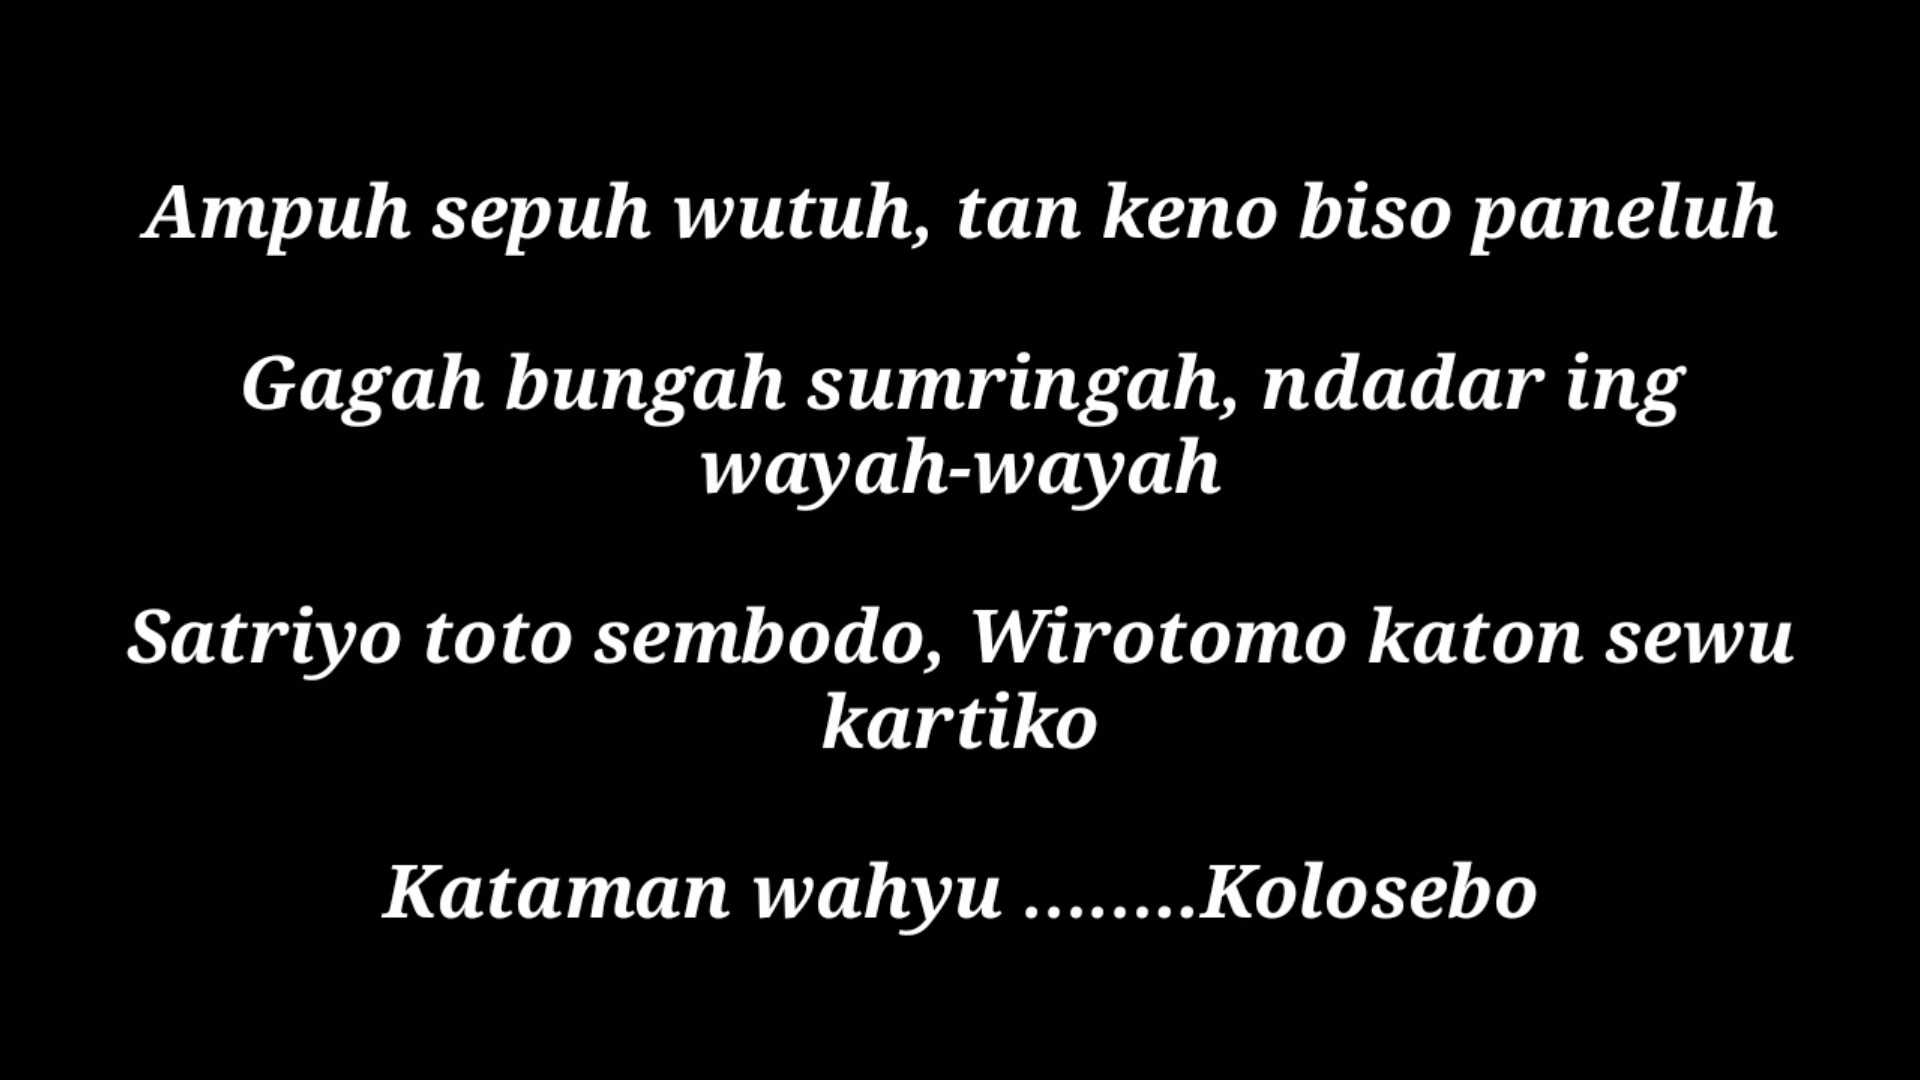 Ampuh sepuh wutuh, tan keno biso paneluh
Gagah bungah sumringah, ndadar ing
wayah-wayah
Satriyo toto sembodo, Wirotomo katon sewu
kartiko
Kataman wahyu ........Kolosebo